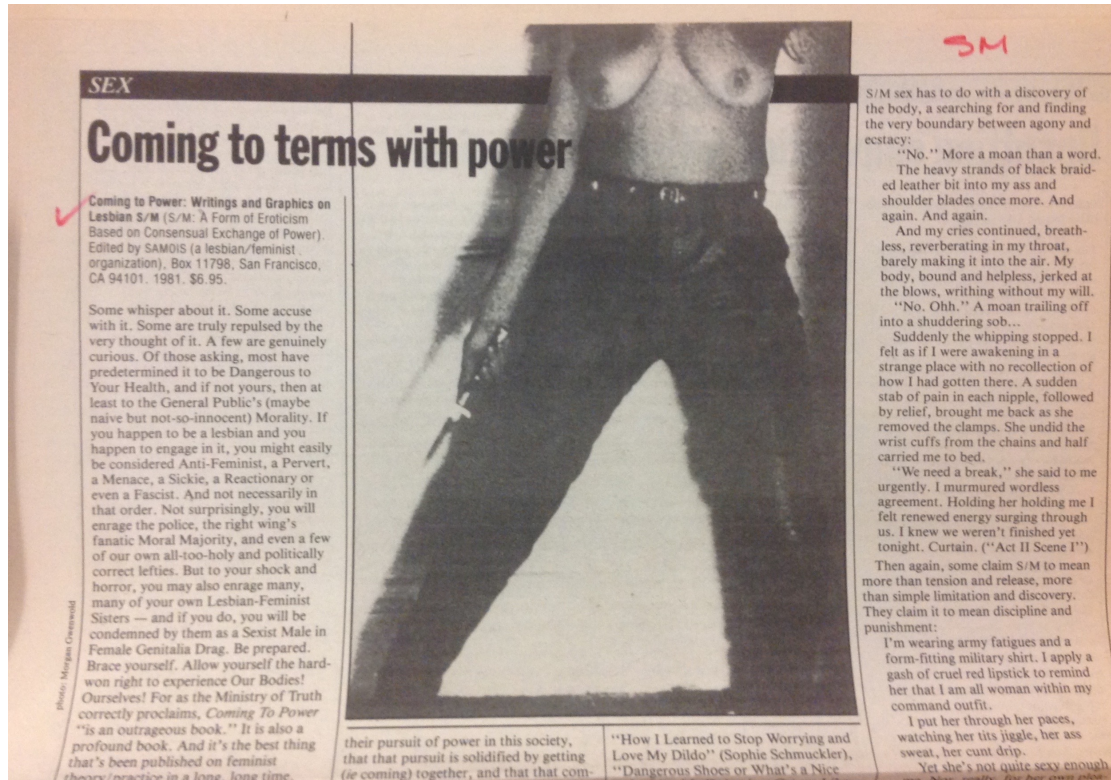 SM
SEX
Coming to terms with power
Coming to Power: Writings and Graphics on
Lesbian S/M (S/M: A Form of Eroticism
Based on Consensual Exchange of Power).
Edited by SAMOIS (a lesbian/feminist
organization), Box 11798, San Francisco,
CA 94101. 1981. $6.95.
Some whisper about it. Some accuse
with it. Some are truly repulsed by the
very thought of it. A few are genuinely
curious. Of those asking, most have
predetermined it to be Dangerous to
Your Health, and if not yours, then at
least to the General Public's (maybe
naive but not-so-innocent) Morality. If
you happen to be a lesbian and you
happen to engage in it, you might easily
be considered Anti-Feminist, a Pervert,
a Menace, a Sickie, a Reactionary or
even a Fascist. And not necessarily in
that order. Not surprisingly, you will
enrage the police, the right wing's
fanatic Moral Majority, and even a few
of our own all-too-holy and politically
correct lefties. But to your shock and
horror, you may also enrage many,
many of your own Lesbian-Feminist
Sisters — and if you do, you will be
condemned by them as a Sexist Male in
Female Genitalia Drag. Be prepared.
Brace yourself. Allow yourself the hard-
won right to experience Our Bodies!
Ourselves! For as the Ministry of Truth
correctly proclaims, Coming To Power
"is an outrageous book." It is also a
profound book. And it's the best thing
that's been published on feminist
theory/practice in a long, long time.
photo: Morgan Gwenwold
their pursuit of power in this society,
that that pursuit is solidified by getting
(ie coming) together, and that that com-
"How I Learned to Stop Worrying and
Love My Dildo" (Sophie Schmuckler),
"Dangerous Shoes or What's a Nice
S/M sex has to do with a discovery of
the body, a searching for and finding
the very boundary between agony and
ecstacy:
"No." More a moan than a word.
The heavy strands of black braid-
ed leather bit into my ass and
shoulder blades once more. And
again. And again.
And my cries continued, breath-
less, reverberating in my throat,
barely making it into the air. My
body, bound and helpless, jerked at
the blows, writhing without my will.
"No. Ohh." A moan trailing off
into a shuddering sob...
Suddenly the whipping stopped. I
felt as if I were awakening in a
strange place with no recollection of
how I had gotten there. A sudden
stab of pain in each nipple, followed
by relief, brought me back as she
removed the clamps. She undid the
wrist cuffs from the chains and half
carried me to bed.
"We need a break," she said to me
urgently. I murmured wordless
agreement. Holding her holding me I
felt renewed energy surging through
us. I knew we weren't finished yet
tonight. Curtain. ("Act II Scene I")
Then again, some claim S/M to mean
more than tension and release, more
than simple limitation and discovery.
They claim it to mean discipline and
punishment:
I'm wearing army fatigues and a
form-fitting military shirt. I apply a
gash of cruel red lipstick to remind
her that I am all woman within my
command outfit.
I put her through her paces,
watching her tits jiggle, her ass
sweat, her cunt drip.
Yet she's not quite sexy enough